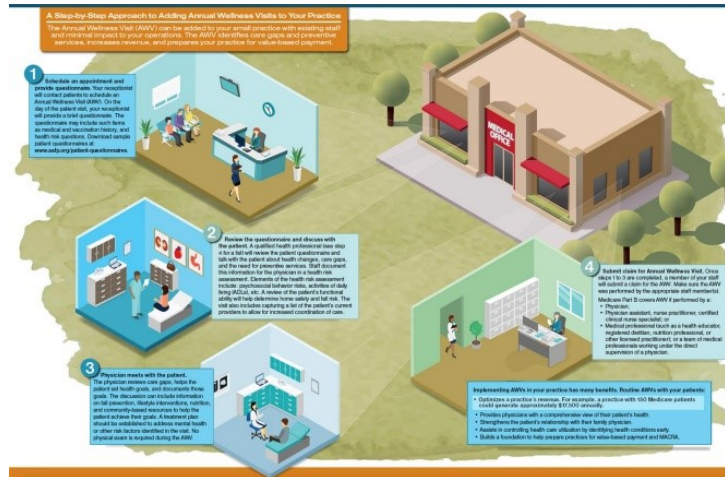 A Step-by-Step Approach to Adding Annual Wellness Visits to Your Practice
The Annual Wellness Visit (AWV) can be added to your small practice with existing staff
and minimal impact to your operations. The AWV identifies care gaps and preventive
services, increases revenue, and prepares your practice for value-based payment.
1
Schedule an appointment and
provide questionnaire. Your receptionist
will contact patients to schedule an
Annual Wellness Visit (AWV). On the
day of the patient visit, your receptionist
will provide a brief questionnaire. The
questionnaire may include such items
as medical and vaccination history, and
health risk questions. Download sample
patient questionnaires at:
www.aafp.org/patient-questionnaires.
MEDICAL
OFFICE
2
Review the questionnaire and discuss with
the patient. A qualified health professional (see step
4 for a list) will review the patient questionnaire and
talk with the patient about health changes, care gaps,
and the need for preventive services. Staff document
this information for the physician in a health risk
assessment. Elements of the health risk assessment
include: psychosocial behavior risks, activities of daily
living (ADLs), etc. A review of the patient's functional
ability will help determine home safety and fall risk. The
visit also includes capturing a list of the patient's current
providers to allow for increased coordination of care.
3
Physician meets with the patient.
The physician reviews care gaps, helps the
patient set health goals, and documents those
goals. The discussion can include information
on fall prevention, lifestyle interventions, nutrition,
and community-based resources to help the
patient achieve their goals. A treatment plan
should be established to address mental health
or other risk factors identified in the visit. No
physical exam is required during the AWV.
4
Submit claim for Annual Wellness Visit. Once
steps 1 to 3 are completed, a member of your staff
will submit a claim for the AWV. Make sure the AWV
was performed by the appropriate staff member(s).
Medicare Part B covers AWV if performed by a:
• Physician;
• Physician assistant, nurse practitioner, certified
clinical nurse specialist; or
• Medical professional (such as a health educator,
registered dietitian, nutrition professional, or
other licensed practitioner), or a team of medical
professionals working under the direct
supervision of a physician.
Implementing AWVs in your practice has many benefits. Routine AWVs with your patients:
• Optimizes a practice's revenue. For example, a practice with 150 Medicare patients
could generate approximately $17,500 annually.
• Provides physicians with a comprehensive view of their patient's health.
• Strengthens the patient's relationship with their family physician.
• Assists in controlling health care utilization by identifying health conditions early.
• Builds a foundation to help prepare practices for value-based payment and MACRA.